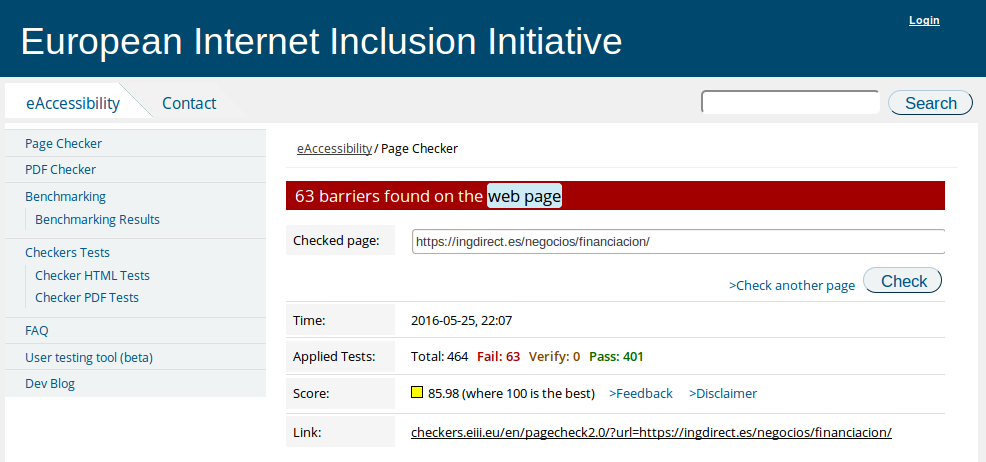 Login
European Internet Inclusion Initiative
eAccessibility Contact Search
Page Checker
PDF Checker
Benchmarking
Benchmarking Results
Checkers Tests
Checker HTML Tests
Checker PDF Tests
FAQ
User testing tool (beta)
Dev Blog
eAccessibility / Page Checker
63 barriers found on the web page
Checked page: https://ingdirect.es/negocios/financiacion/
>Check another page Check
Time: 2016-05-25, 22:07
Applied Tests: Total: 464 Fail: 63 Verify: 0 Pass: 401
Score: 85.98 (where 100 is the best) >Feedback >Disclaimer
Link: checkers.eiii.eu/en/pagecheck2.0/?url=https://ingdirect.es/negocios/financiacion/